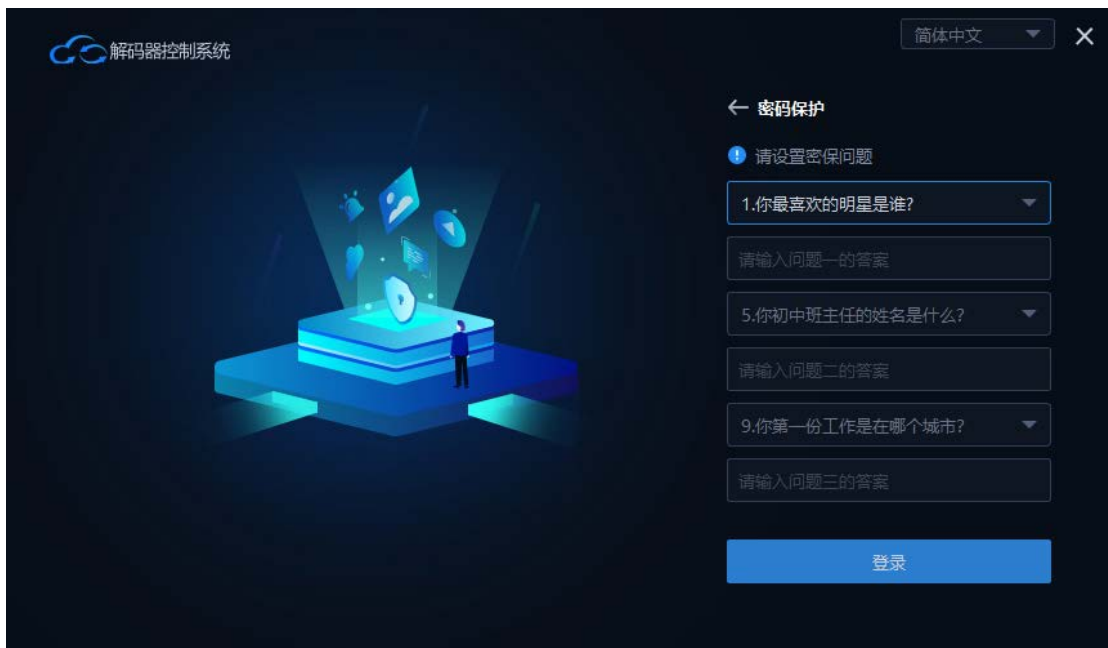 解码器控制系统
简体中文
密码保护
请设置密保问题
1.你最喜欢的明星是谁?
请输入问题一的答案
5.你初中班主任的姓名是什么?
请输入问题二的答案
9.你第一份工作是在哪个城市?
请输入问题三的答案
登录